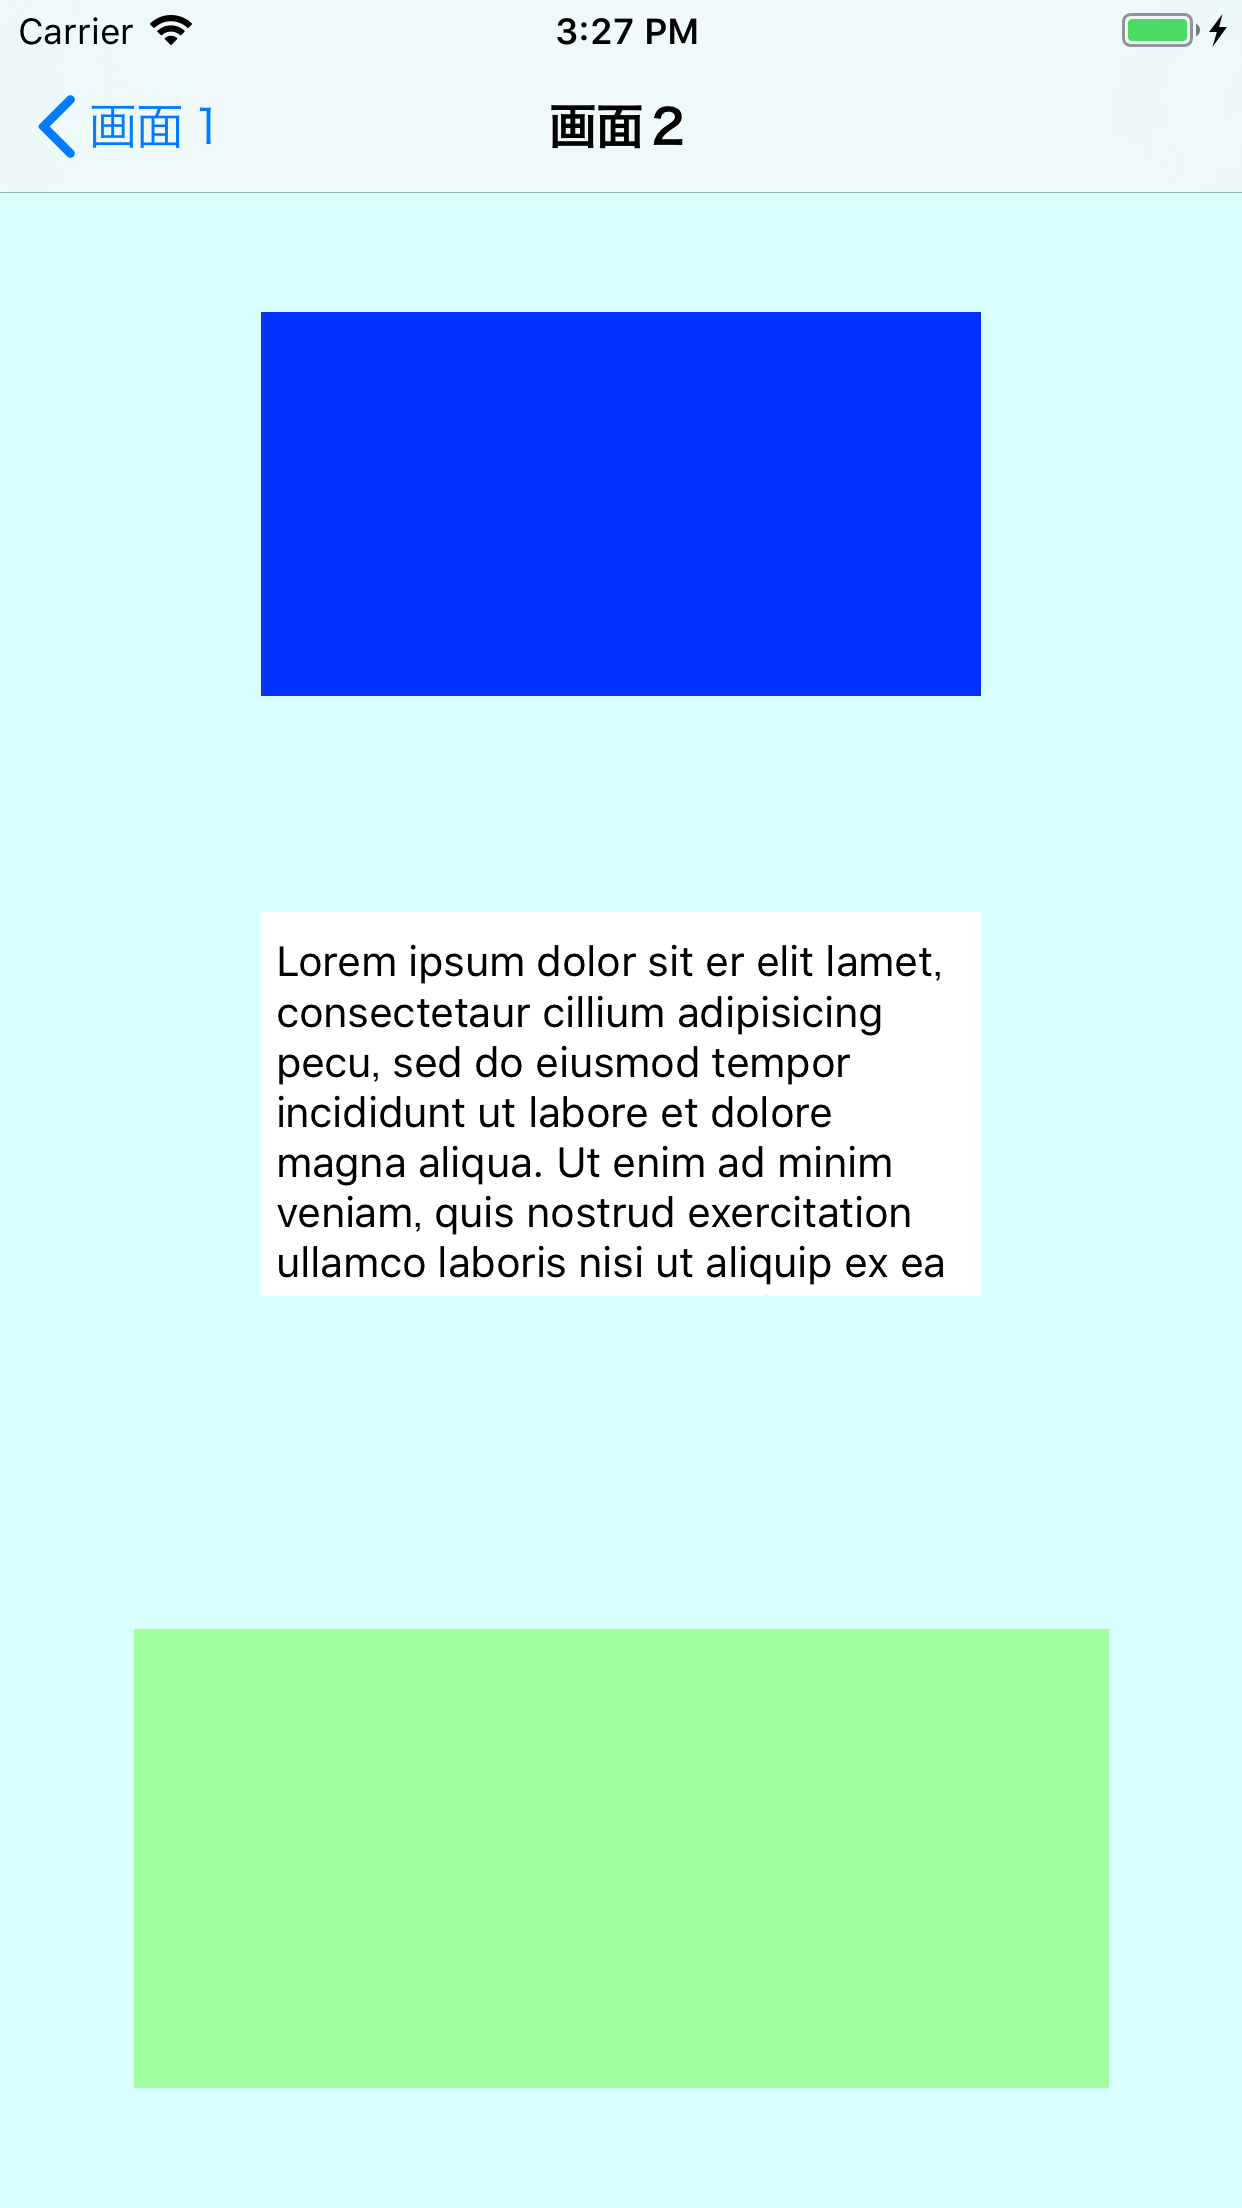 Carrier
3:27 PM
画面1
画面2
Lorem ipsum dolor sit er elit lamet,
consectetaur cillium adipisicing
pecu, sed do eiusmod tempor
incididunt ut labore et dolore
magna aliqua. Ut enim ad minim
veniam, quis nostrud exercitation
ullamco laboris nisi ut aliquip ex ea